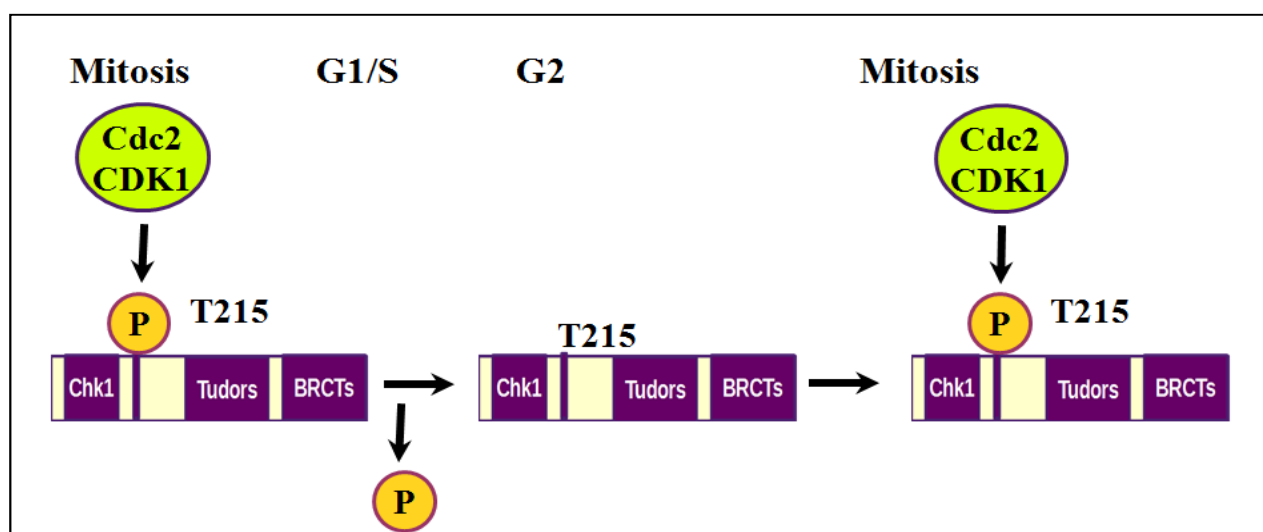 Mitosis G1/S G2 Mitosis
Cdc2
CDK1
Cdc2
CDK1
P T215
T215
P T215
Chk1 Tudors BRCTs
Chk1 Tudors BRCTs
Chk1 Tudors BRCTs
P